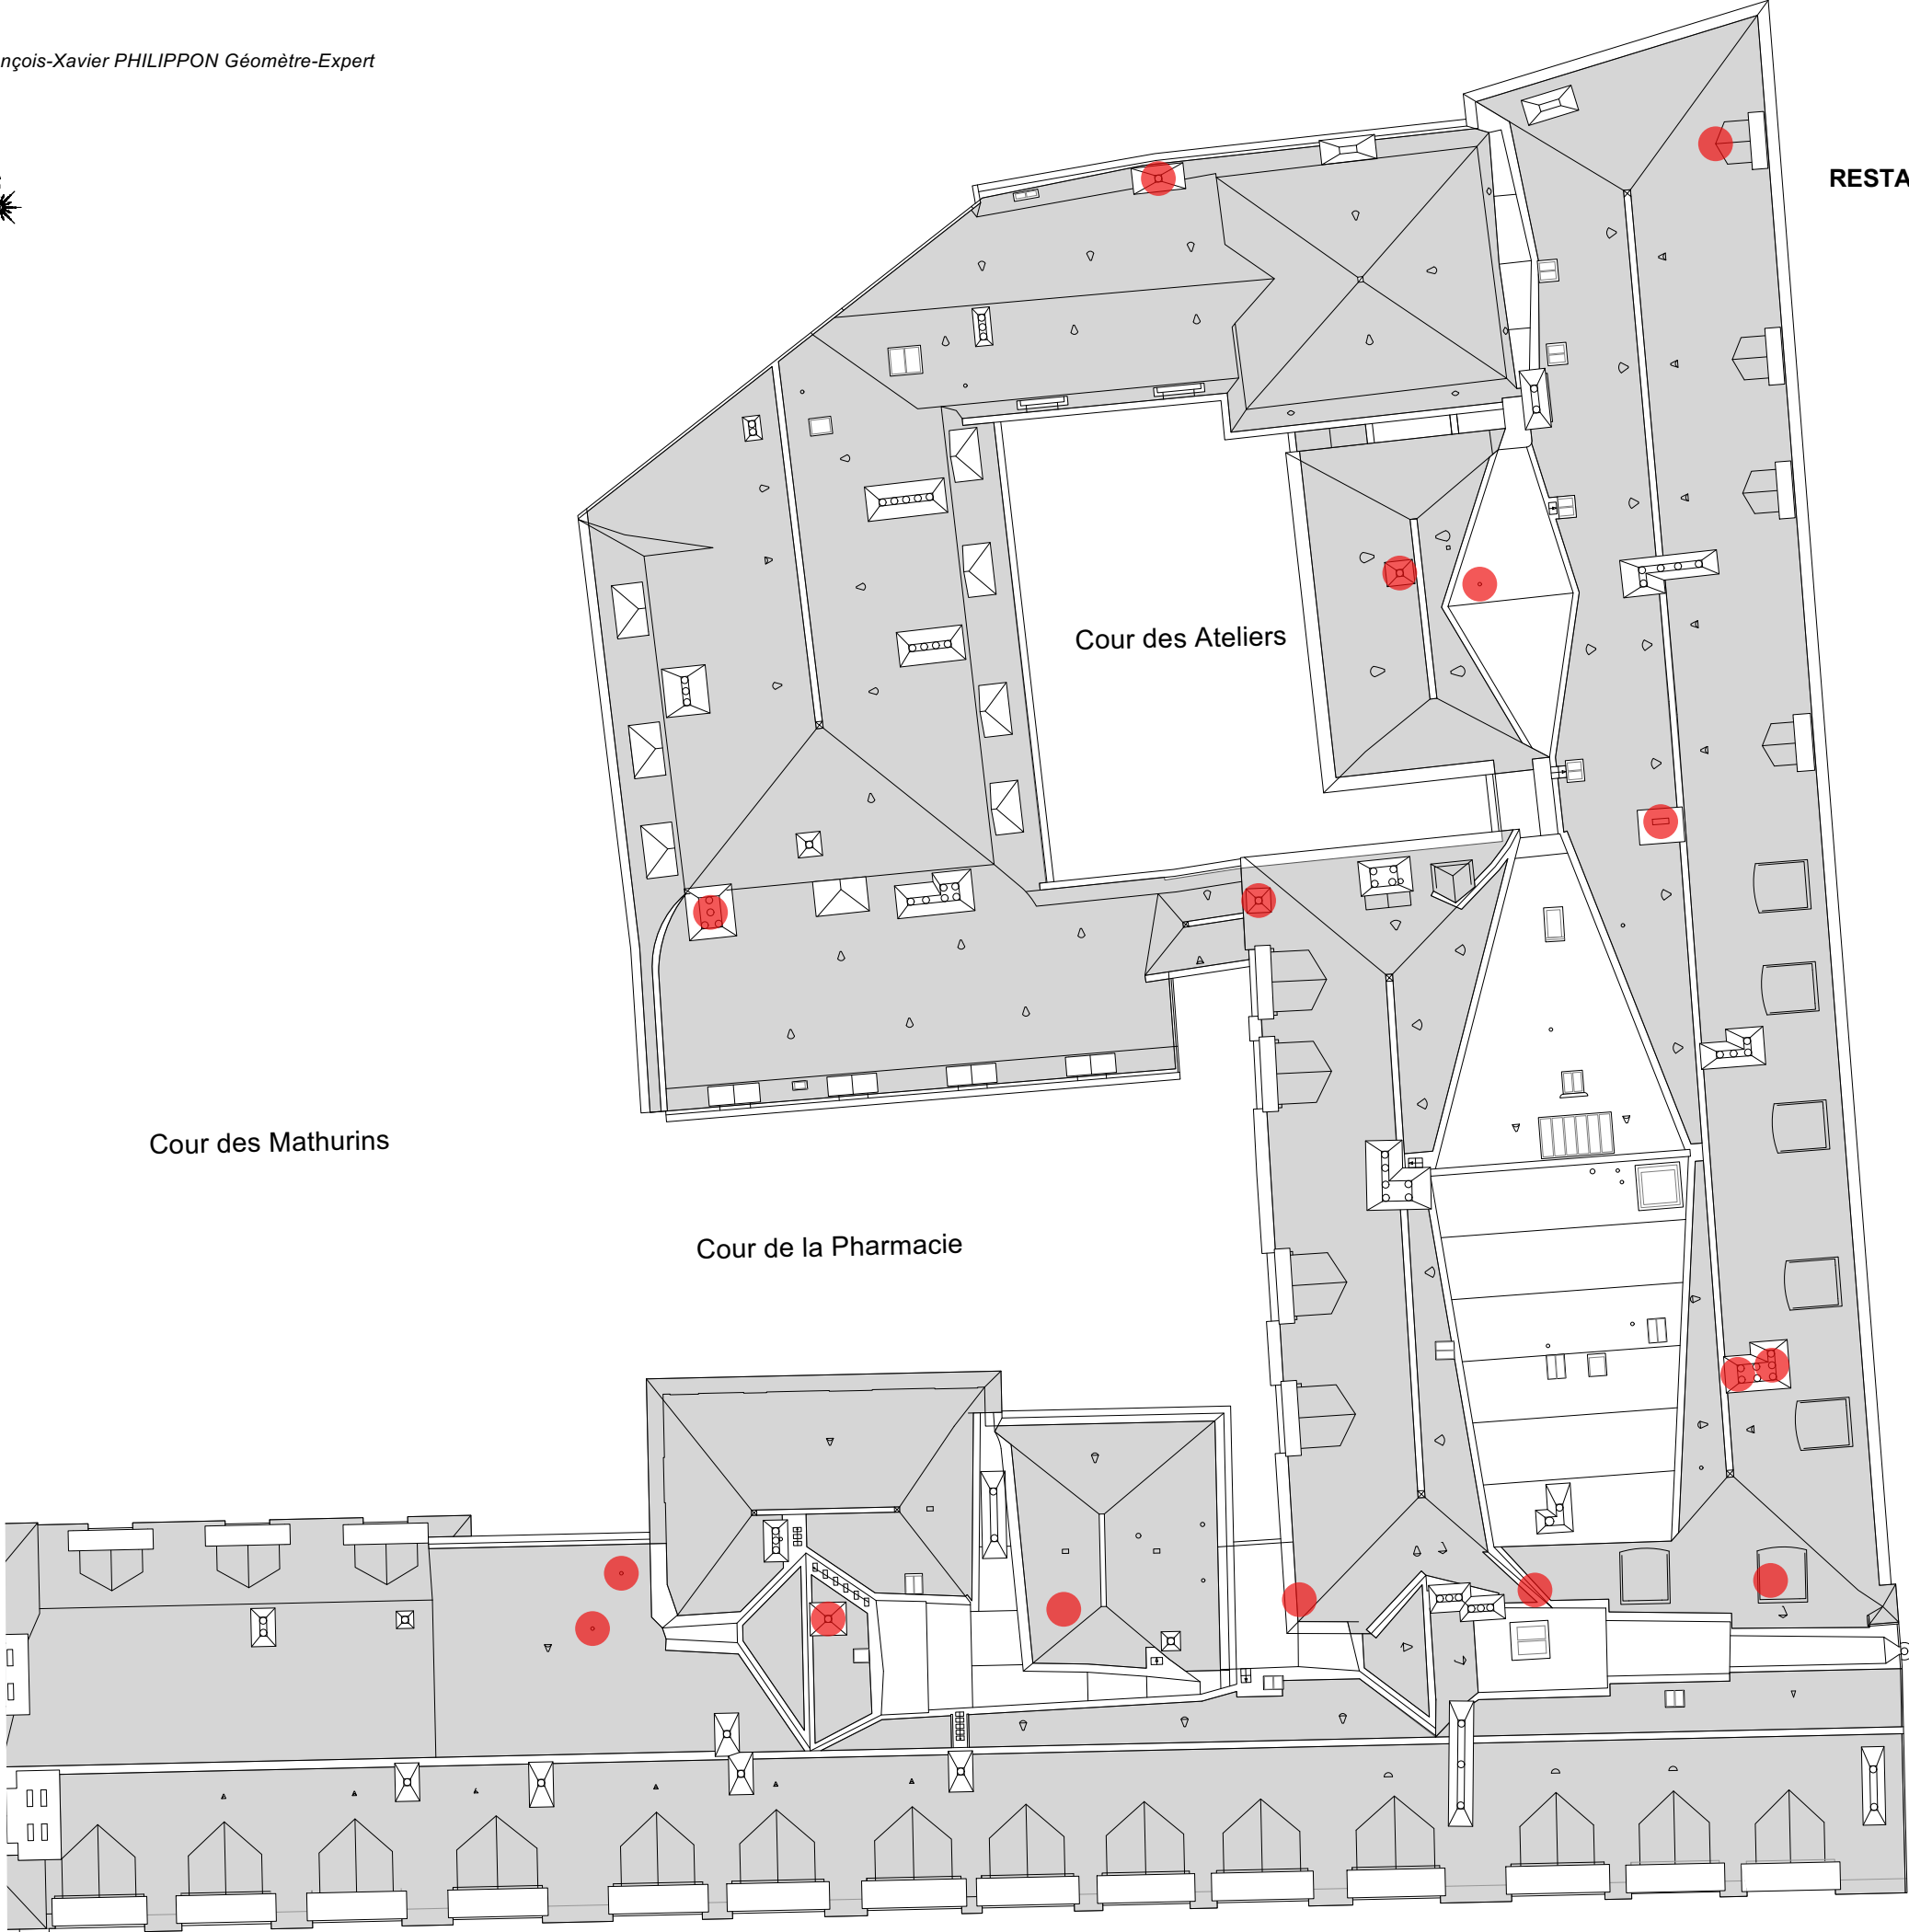 nçois-Xavier PHILIPPON Géomètre-Expert
RESTA
Cour des Ateliers
Cour des Mathurins
Cour de la Pharmacie